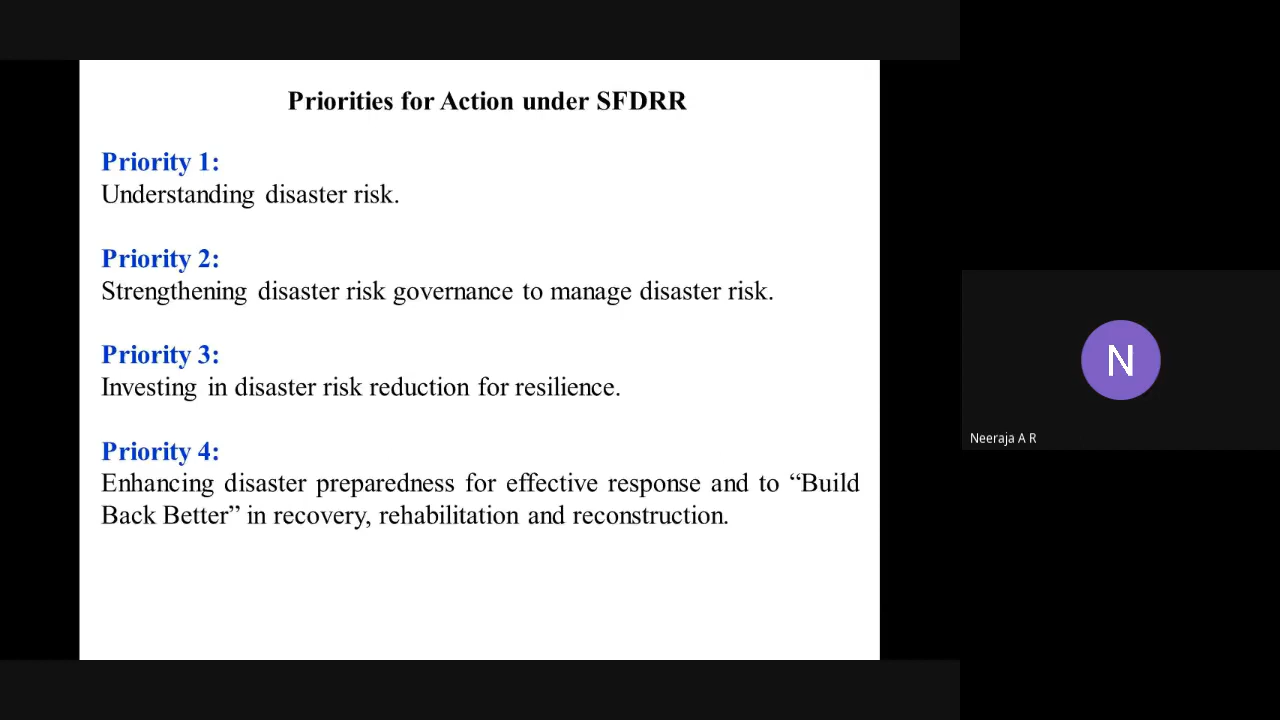 Priorities for Action under SFDRR
Priority 1:
Understanding disaster risk.
Priority 2:
Strengthening disaster risk governance to manage disaster risk.
Priority 3:
Investing in disaster risk reduction for resilience.
Priority 4:
Enhancing disaster preparedness for effective response and to “Build
Back Better” in recovery, rehabilitation and reconstruction.
N
Neeraja A R